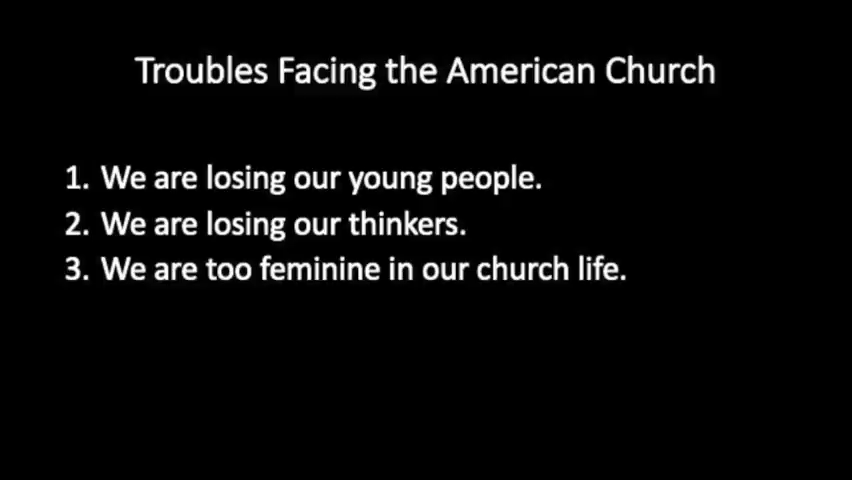 Troubles Facing the American Church
1. We are losing our young people.
2. We are losing our thinkers.
3. We are too feminine in our church life.